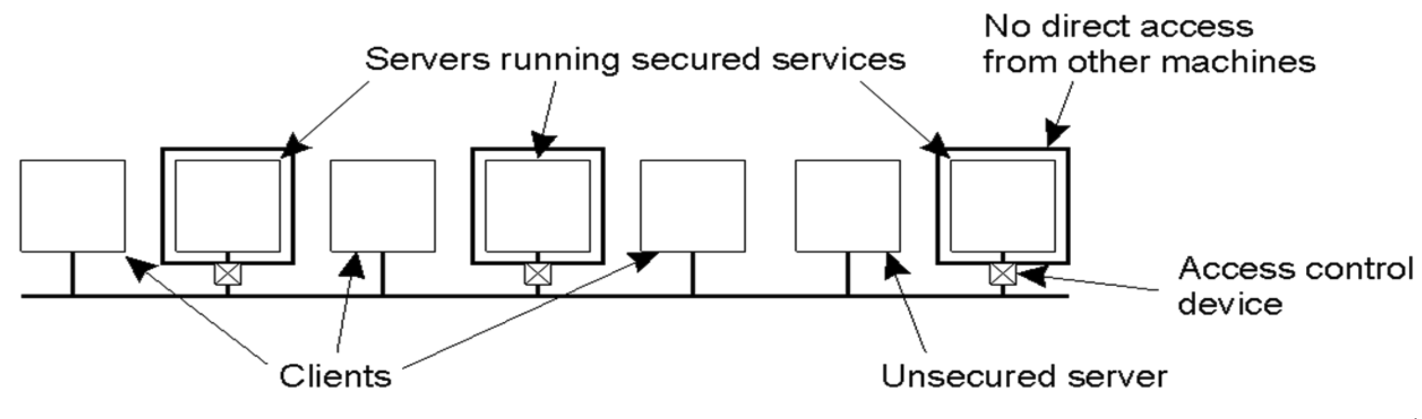 No direct access
from other machines
Servers running secured services
Access control
device
Clients
Unsecured server